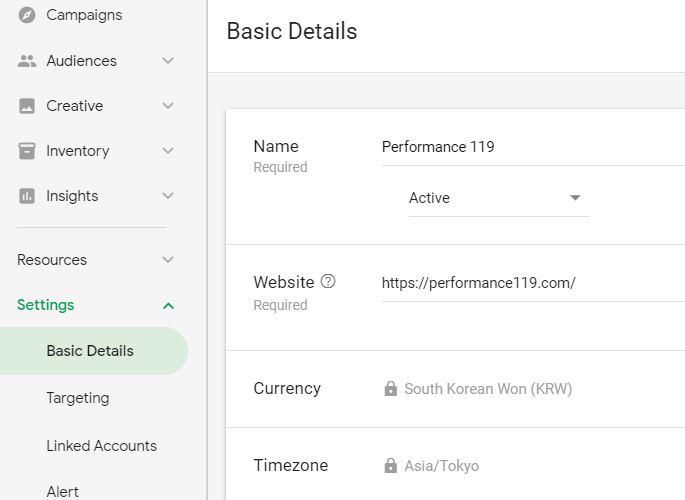 Campaigns
Audiences
Creative
Inventory
Insights
Resources
Settings
Basic Details
Targeting
Linked Accounts
Alert
Basic Details
Name
Required
Performance 119
Active
Website
Required
https://performance119.com/
Currency
South Korean Won (KRW)
Timezone
Asia/Tokyo